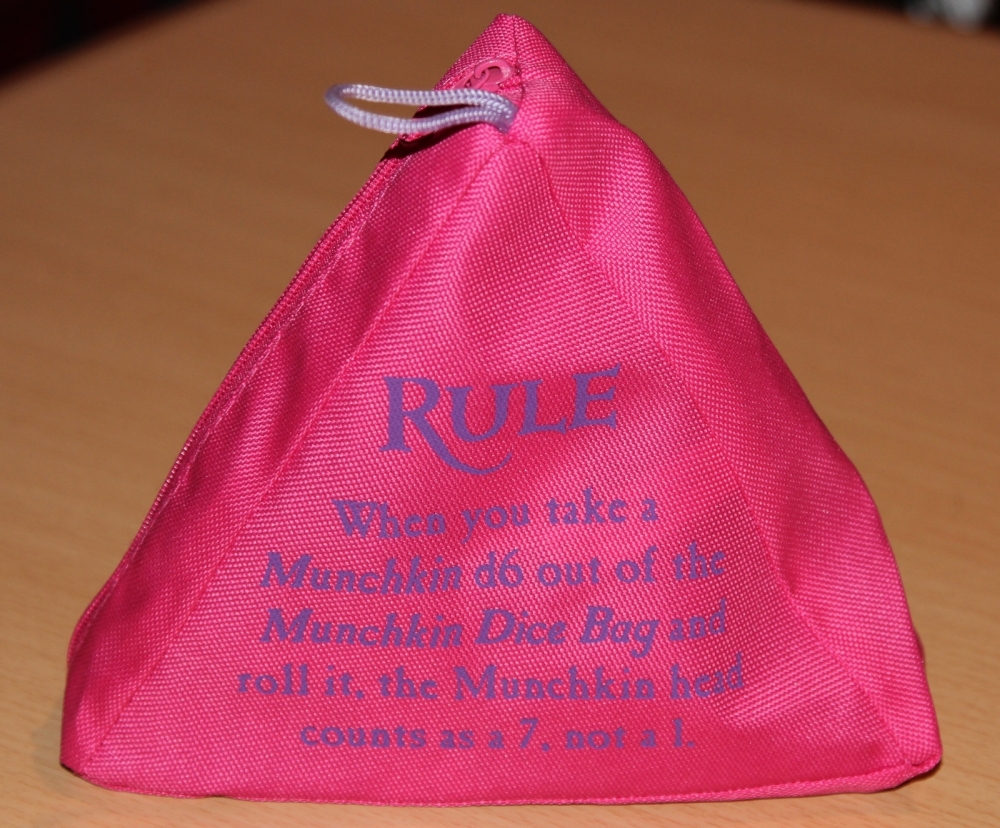 RULE
When you take a
Munchkin d6 out of the
Munchkin Dice Bag and
roll it, the Munchkin head
counts as a 7, not a 1.